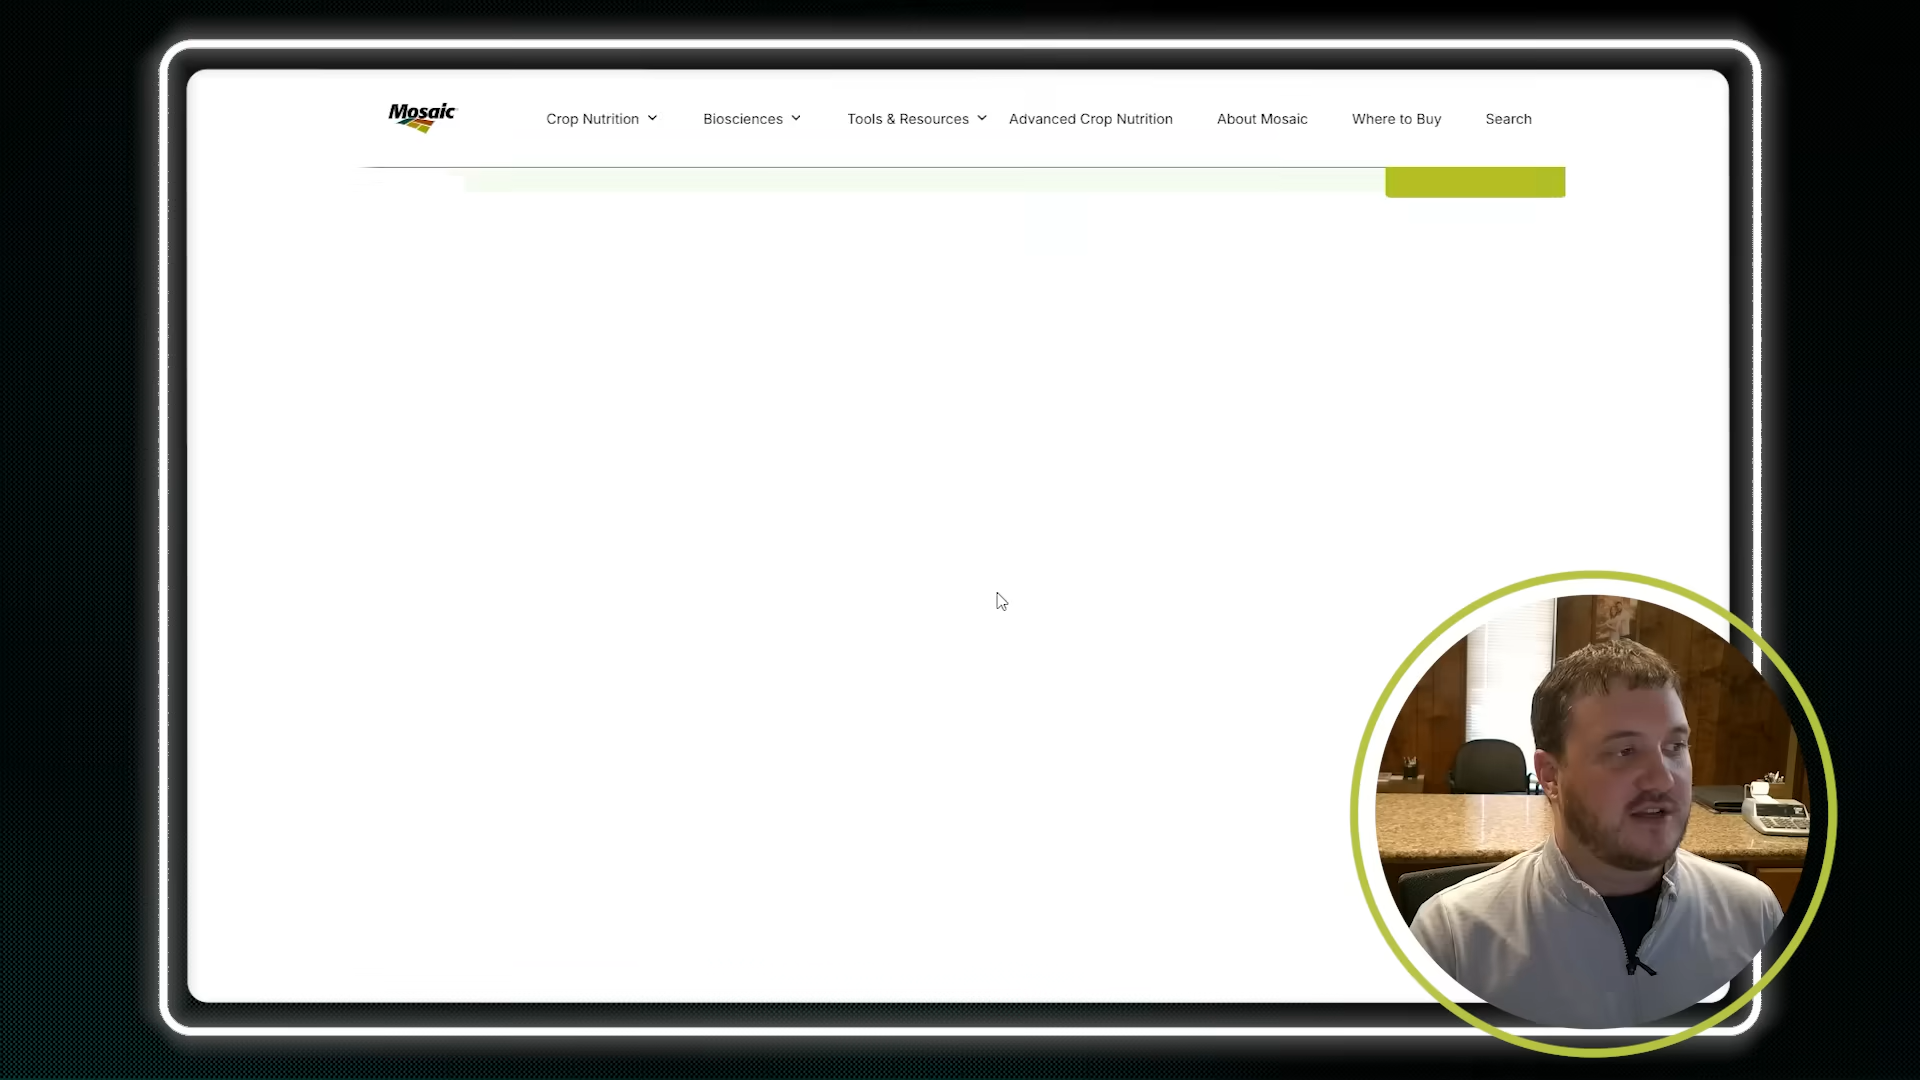 Mosaic
Crop Nutrition
Biosciences
Tools & Resources
Advanced Crop Nutrition
About Mosaic
Where to Buy
Search